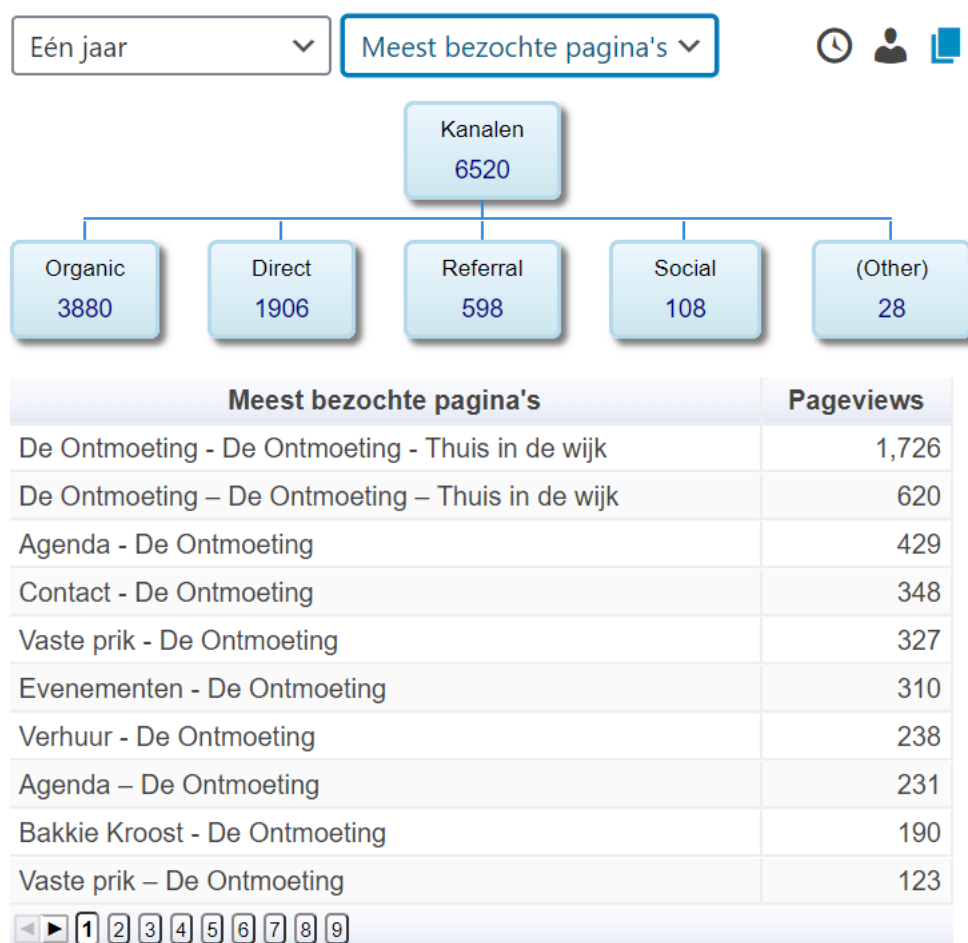 Eén jaar Meest bezochte pagina's
Kanalen
6520
Organic Direct Referral Social (Other)
3880 1906 598 108 28
Meest bezochte pagina's Pageviews
De Ontmoeting - De Ontmoeting - Thuis in de wijk 1,726
De Ontmoeting – De Ontmoeting – Thuis in de wijk 620
Agenda - De Ontmoeting 429
Contact - De Ontmoeting 348
Vaste prik - De Ontmoeting 327
Evenementen - De Ontmoeting 310
Verhuur - De Ontmoeting 238
Agenda – De Ontmoeting 231
Bakkie Kroost - De Ontmoeting 190
Vaste prik – De Ontmoeting 123
1 2 3 4 5 6 7 8 9